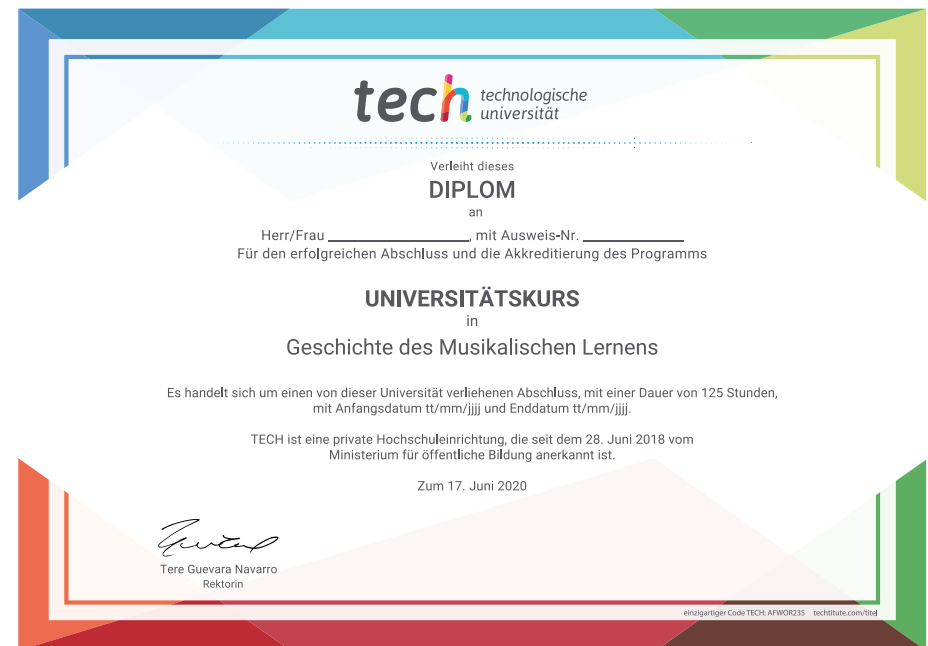 tech technologische
universität
Verleiht dieses
DIPLOM
an
Herr/Frau ____________________, mit Ausweis-Nr. ______________
Für den erfolgreichen Abschluss und die Akkreditierung des Programms
UNIVERSITÄTSKURS
in
Geschichte des Musikalischen Lernens
Es handelt sich um einen von dieser Universität verliehenen Abschluss, mit einer Dauer von 125 Stunden,
mit Anfangsdatum tt/mm/jjjj und Enddatum tt/mm/jjjj.
TECH ist eine private Hochschuleinrichtung, die seit dem 28. Juni 2018 vom
Ministerium für öffentliche Bildung anerkannt ist.
Zum 17. Juni 2020
Tere Guevara Navarro
Rektorin
einzigartiger Code TECH: AFWOR23S techtitute.com/titel